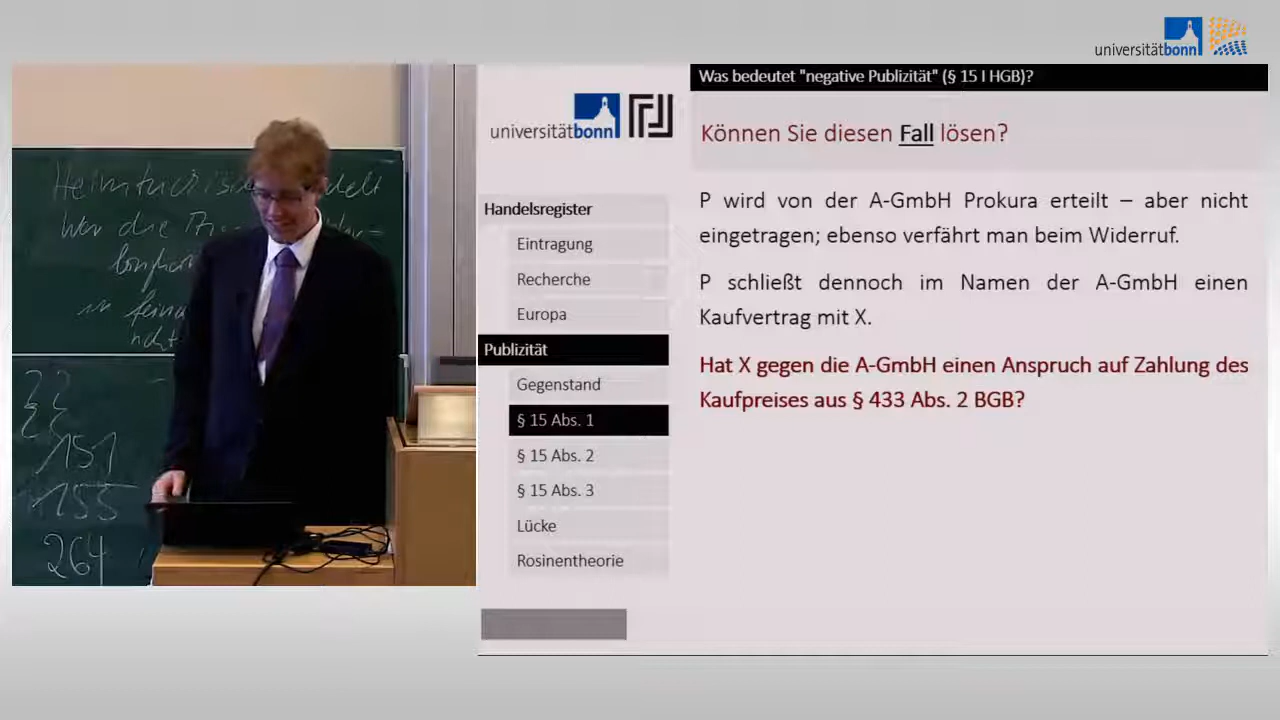 universitätbonn
Was bedeutet "negative Publizität" (§ 15 I HGB)?
universitätbonn
Können Sie diesen Fall lösen?
P wird von der A-GmbH Prokura erteilt – aber nicht
eingetragen; ebenso verfährt man beim Widerruf.
P schließt dennoch im Namen der A-GmbH einen
Kaufvertrag mit X.
Hat X gegen die A-GmbH einen Anspruch auf Zahlung des
Kaufpreises aus § 433 Abs. 2 BGB?
Handelsregister
Eintragung
Recherche
Europa
Publizität
Gegenstand
§ 15 Abs. 1
§ 15 Abs. 2
§ 15 Abs. 3
Lücke
Rosinentheorie
war die
in
151
155
264